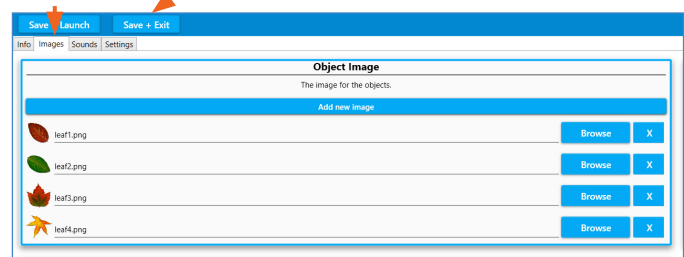 Save + Launch Save + Exit
Info Images Sounds Settings
Object Image
The image for the objects.
Add new image
leaf1.png Browse X
leaf2.png Browse X
leaf3.png Browse X
leaf4.png Browse X